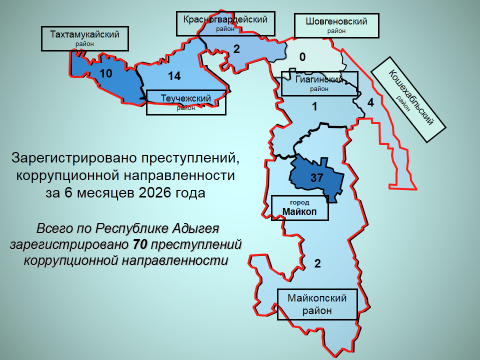 Красногвардейский
район
Шовгеновский
район
Тахтамукайский
район
2
0
10
14
Гиагинский
район
Кошехабльский
район
Теучежский
район
1
4
Зарегистрировано преступлений,
коррупционной направленности
за 6 месяцев 2026 года
37
город
Майкоп
Всего по Республике Адыгея
зарегистрировано 70 преступлений
коррупционной направленности
2
Майкопский
район